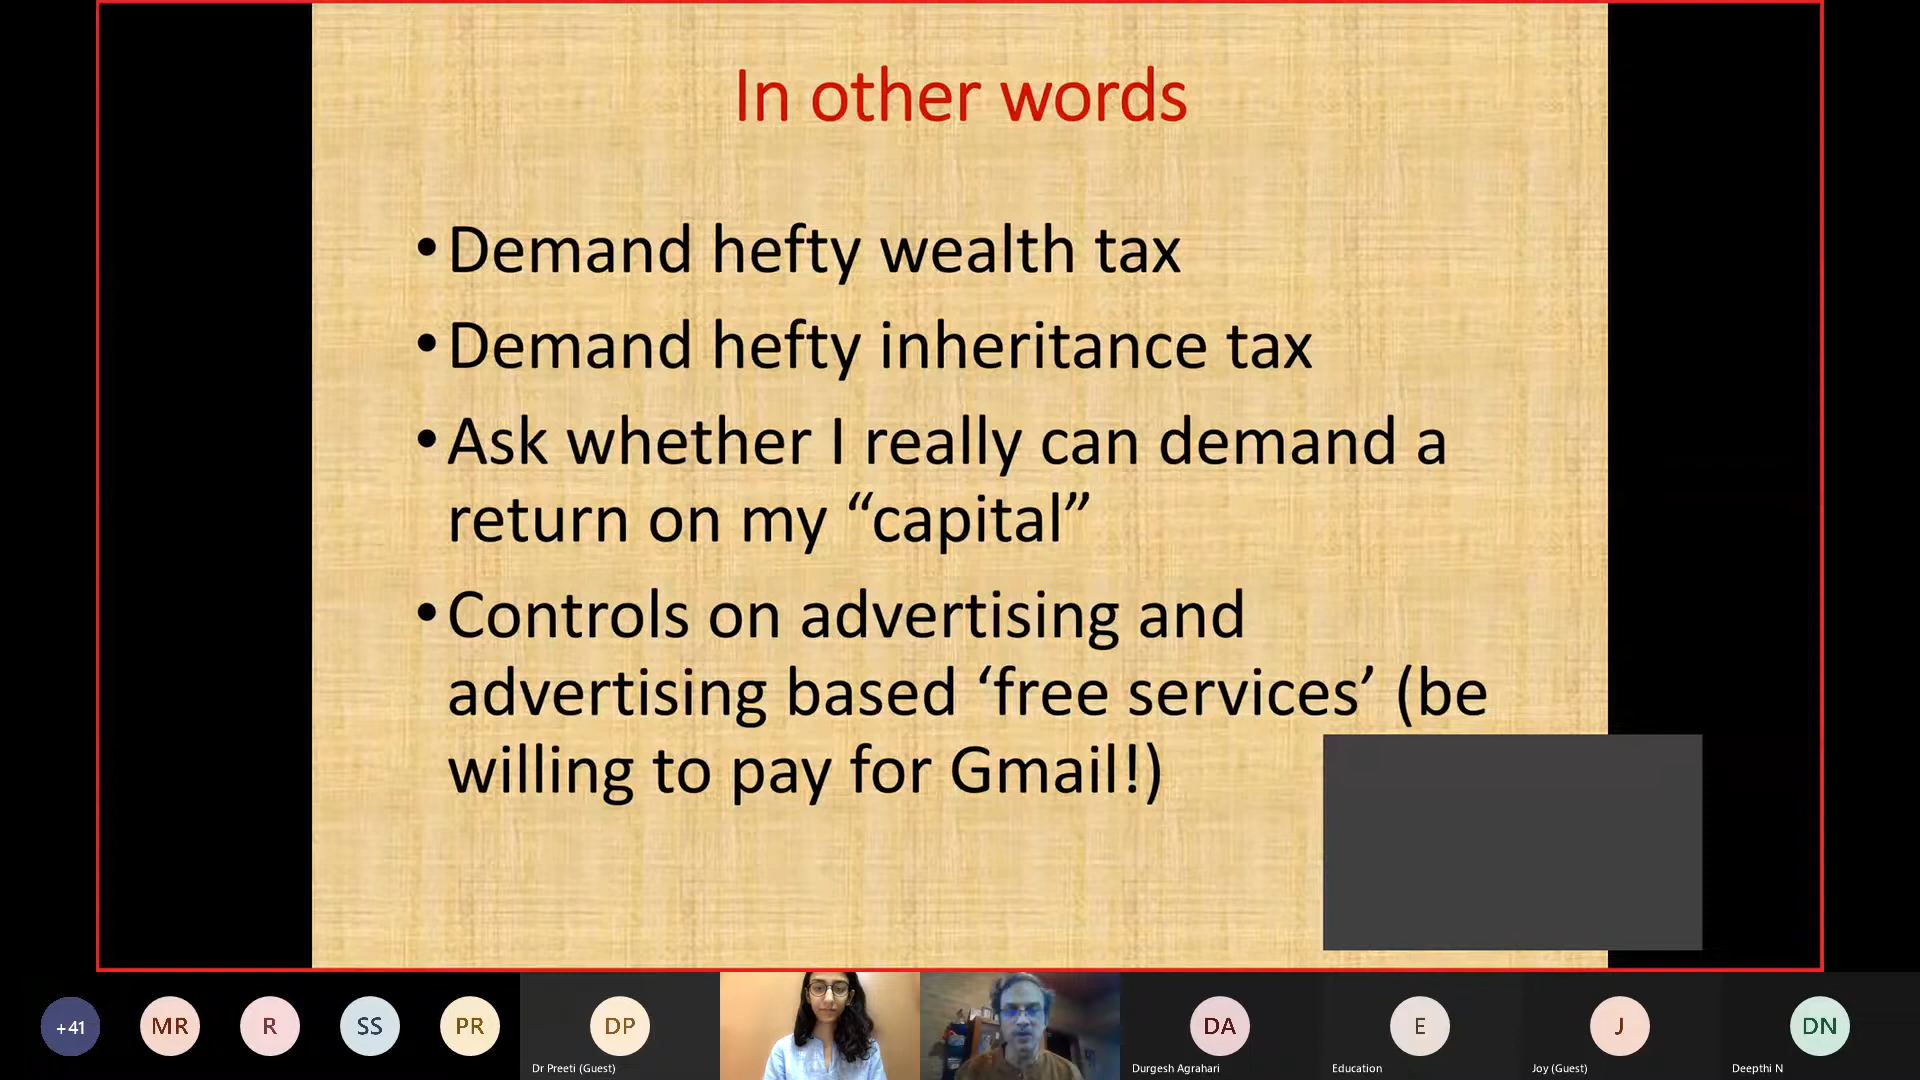 In other words
•Demand hefty wealth tax
•Demand hefty inheritance tax
•Ask whether I really can demand a
return on my “capital”
•Controls on advertising and
advertising based ‘free services’ (be
willing to pay for Gmail!)
+41
MR
R
SS
PR
DP
DA
E
J
DN
Dr Preeti (Guest)
Durgesh Agrahari
Education
Joy (Guest)
Deepthi N